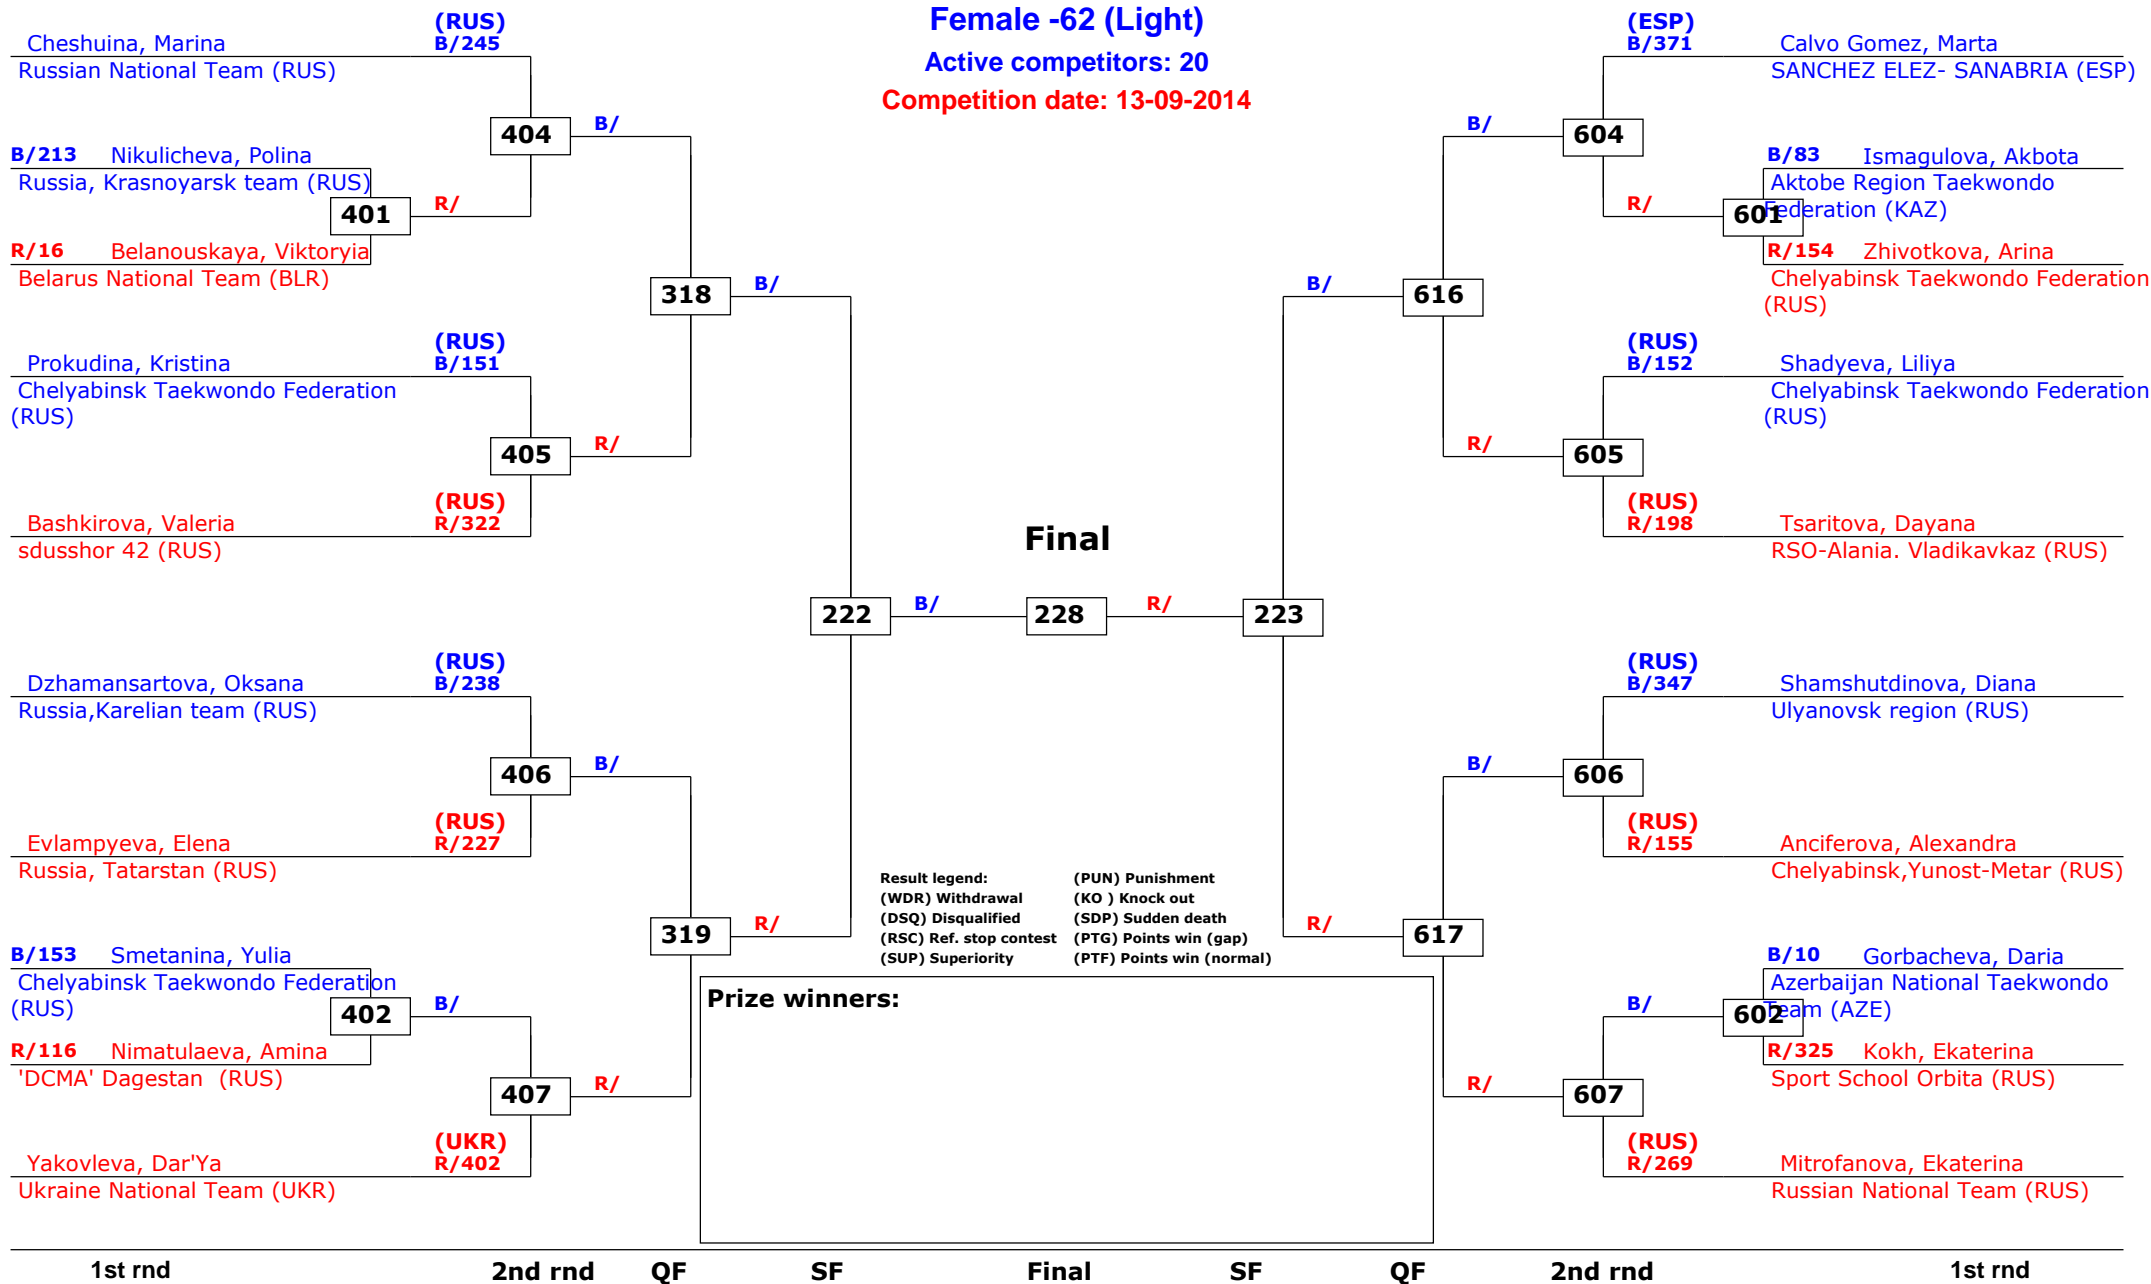 Female -62 (Light)
Active competitors: 20
Competition date: 13-09-2014
(RUS)
Cheshuina, Marina B/245
Russian National Team (RUS)
404 B/
B/213 Nikulicheva, Polina
Russia, Krasnoyarsk team (RUS)
401 R/
R/16 Belanouskaya, Viktoryia
Belarus National Team (BLR)
318 B/
(RUS)
Prokudina, Kristina B/151
Chelyabinsk Taekwondo Federation
(RUS)
405 R/
(RUS)
Bashkirova, Valeria R/322
sdusshor 42 (RUS)
222 B/
(RUS)
Dzhamansartova, Oksana B/238
Russia,Karelian team (RUS)
406 B/
(RUS)
Evlampyeva, Elena R/227
Russia, Tatarstan (RUS)
319 R/
B/153 Smetanina, Yulia
Chelyabinsk Taekwondo Federation
(RUS)
402 B/
R/116 Nimatulaeva, Amina
'DCMA' Dagestan (RUS)
407 R/
(UKR)
Yakovleva, Dar'Ya R/402
Ukraine National Team (UKR)
Final
228
(ESP)
B/371 Calvo Gomez, Marta
SANCHEZ ELEZ- SANABRIA (ESP)
B/ 604
B/83 Ismagulova, Akbota
Aktobe Region Taekwondo
Federation (KAZ)
R/ 601
R/154 Zhivotkova, Arina
Chelyabinsk Taekwondo Federation
(RUS)
B/ 616
(RUS)
B/152 Shadyeva, Liliya
Chelyabinsk Taekwondo Federation
(RUS)
R/ 605
(RUS)
R/198 Tsaritova, Dayana
RSO-Alania. Vladikavkaz (RUS)
R/ 223
(RUS)
B/347 Shamshutdinova, Diana
Ulyanovsk region (RUS)
B/ 606
(RUS)
R/155 Anciferova, Alexandra
Chelyabinsk,Yunost-Metar (RUS)
R/ 617
B/10 Gorbacheva, Daria
Azerbaijan National Taekwondo
Team (AZE)
B/ 602
R/325 Kokh, Ekaterina
Sport School Orbita (RUS)
R/ 607
(RUS)
R/269 Mitrofanova, Ekaterina
Russian National Team (RUS)
Result legend: (PUN) Punishment
(WDR) Withdrawal (KO ) Knock out
(DSQ) Disqualified (SDP) Sudden death
(RSC) Ref. stop contest (PTG) Points win (gap)
(SUP) Superiority (PTF) Points win (normal)
Prize winners:
1st rnd 2nd rnd QF SF Final SF QF 2nd rnd 1st rnd